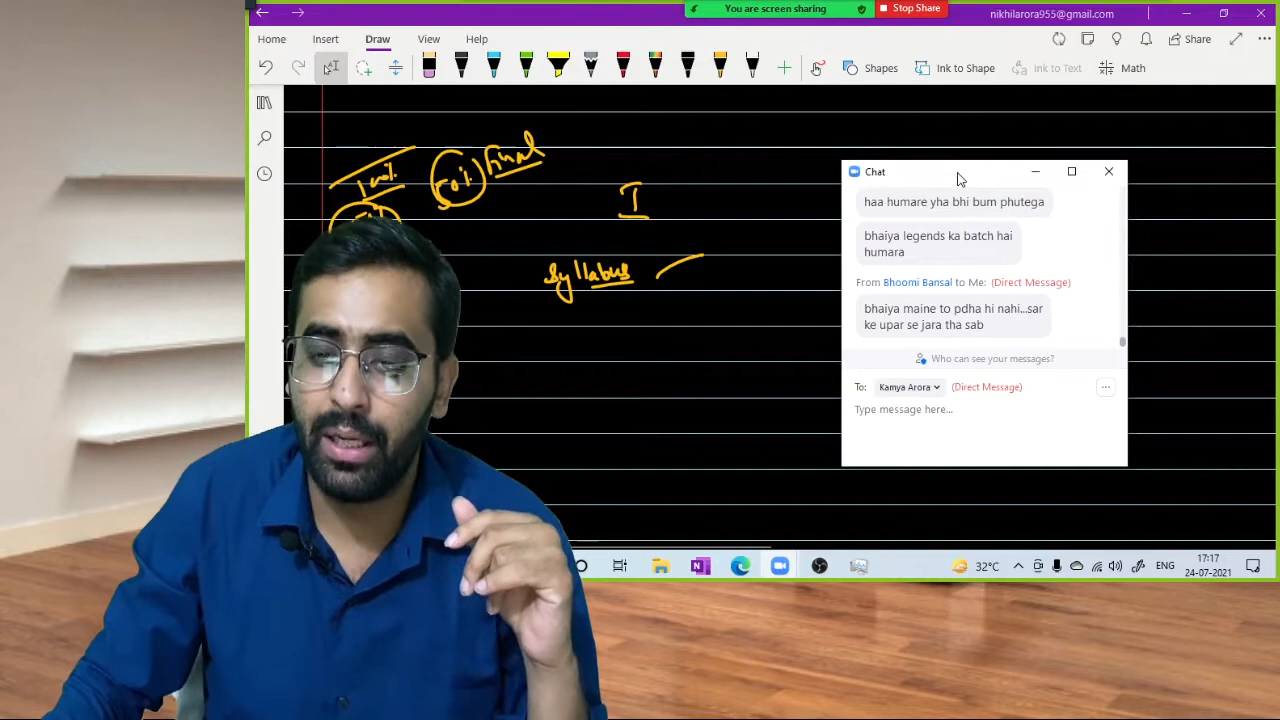 You are screen sharing
Stop Share
nikhilarora955@gmail.com
Home Insert Draw View Help
Share
Shapes
Ink to Shape
Ink to Text
Math
50% final
I
syllabus
Chat
haa humare yha bhi bum phutega
bhaiya legends ka batch hai
humara
From Bhoomi Bansal to Me: (Direct Message)
bhaiya maine to pdha hi nahi...sar
ke upar se jara tha sab
Who can see your messages?
To: Kamya Arora (Direct Message)
Type message here...
32°C
ENG
17:17
24-07-2021